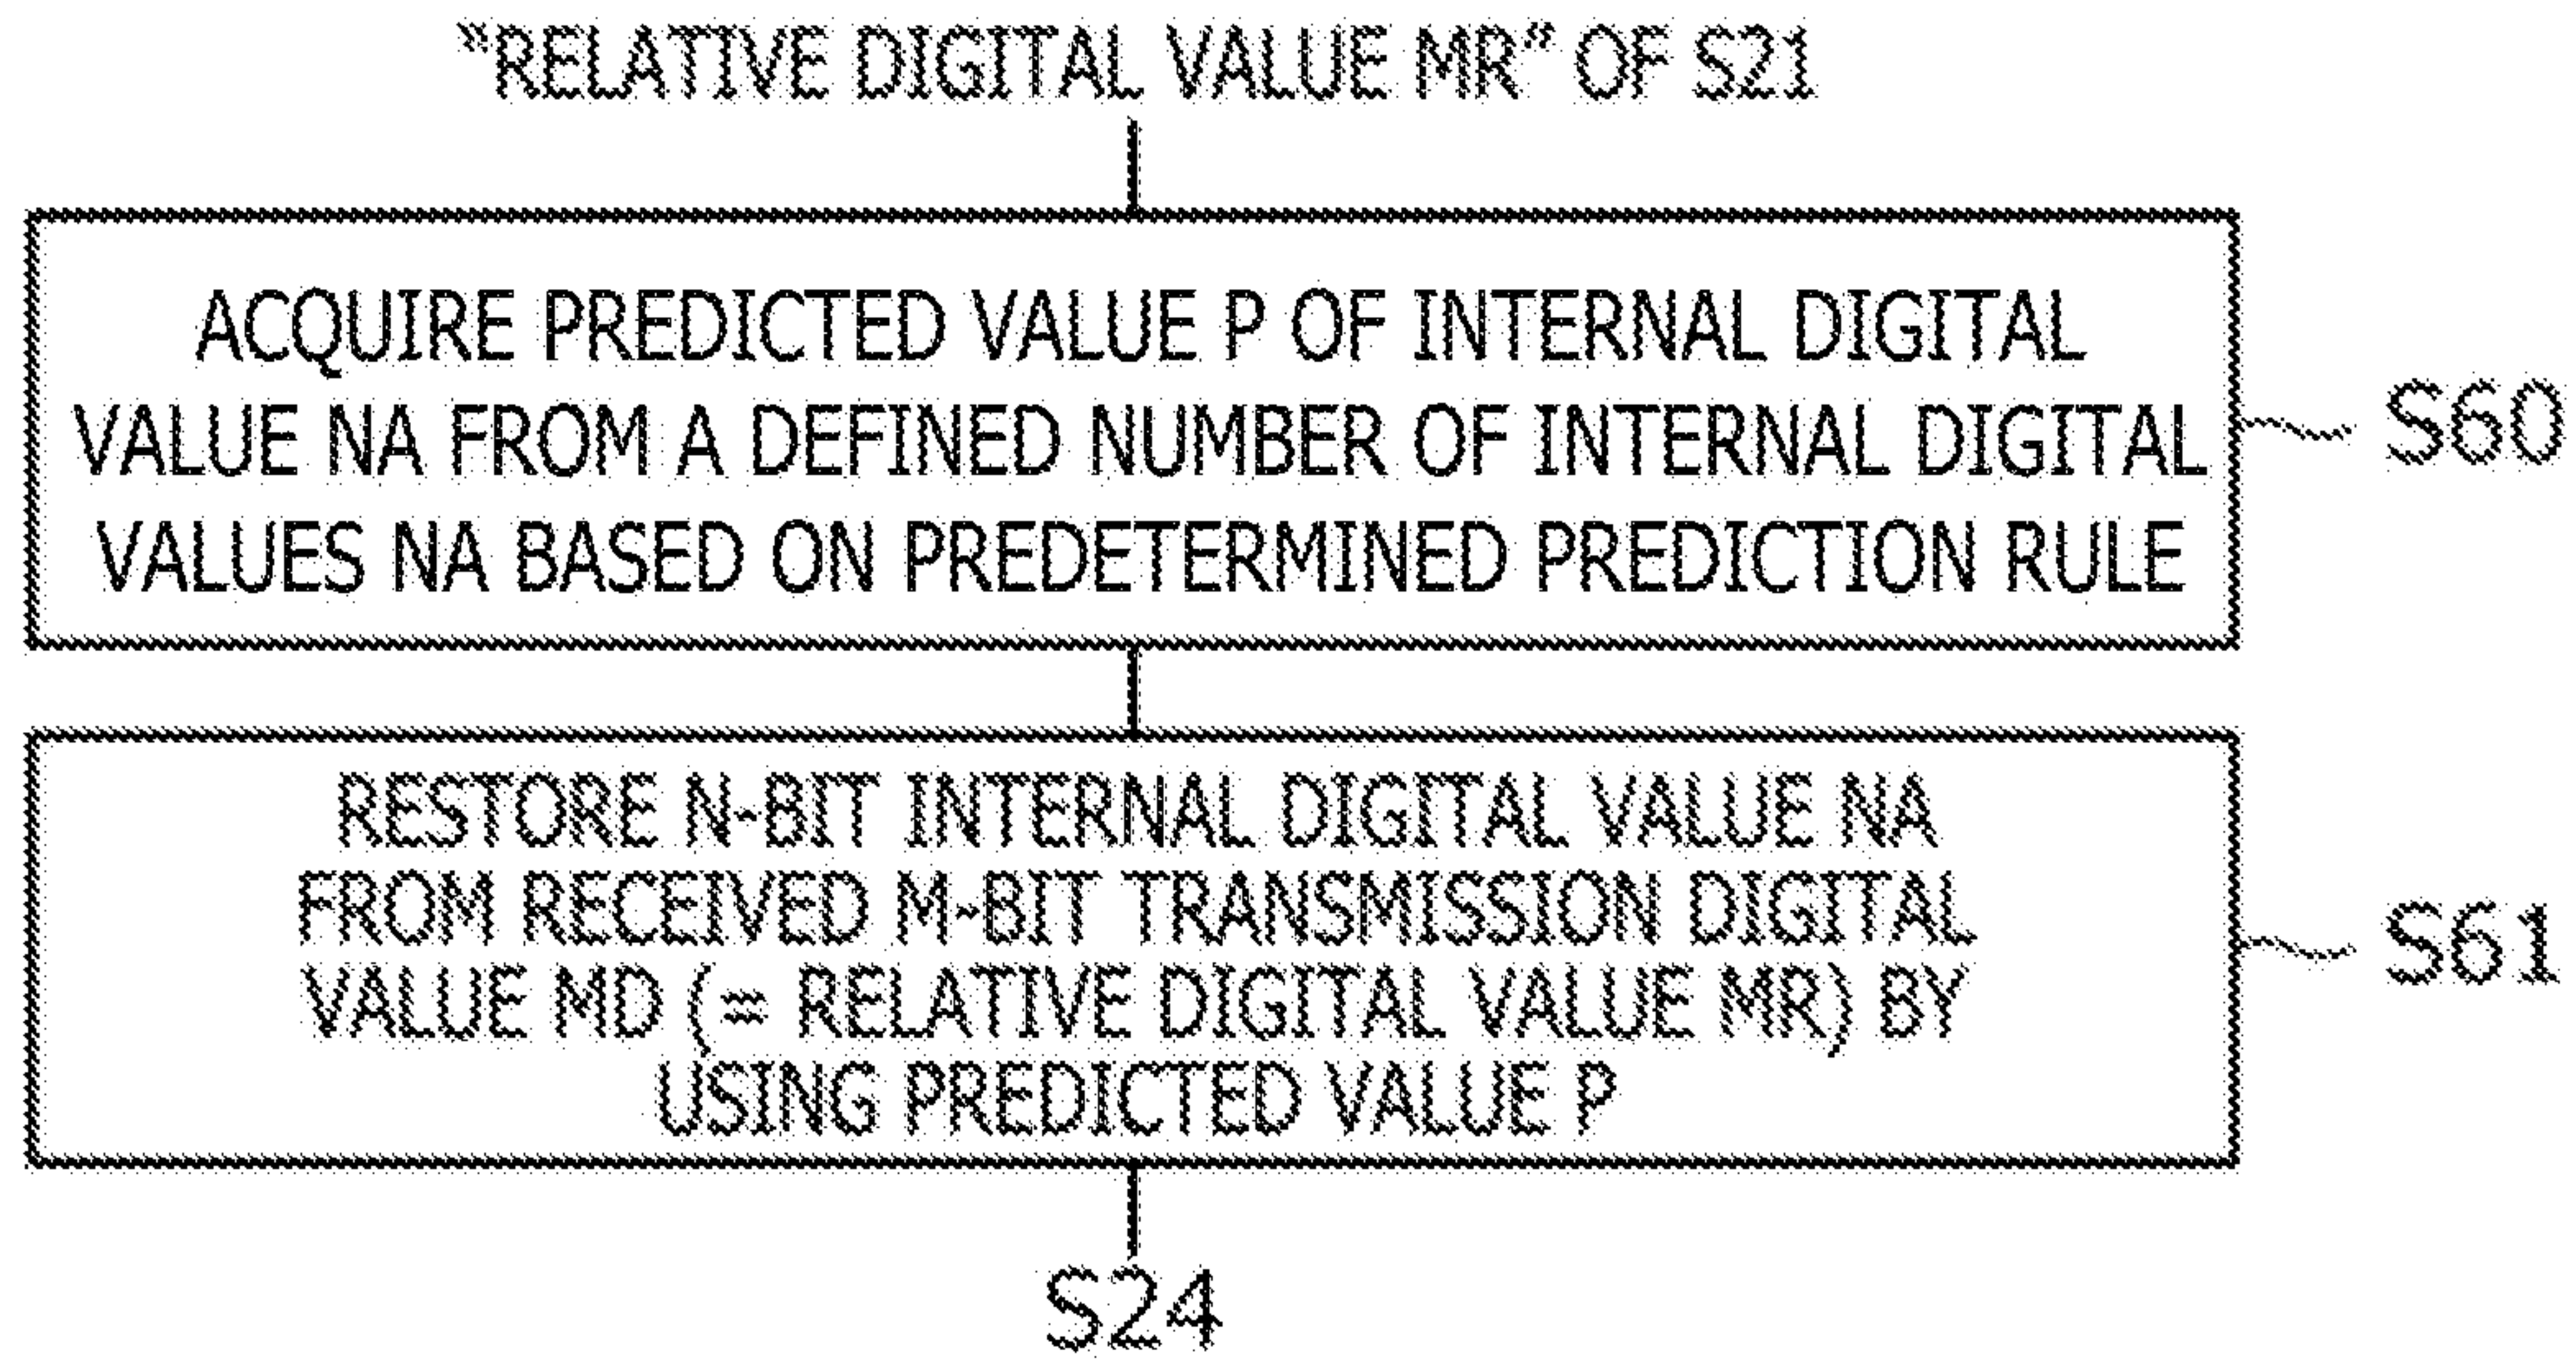 “RELATIVE DIGITAL VALUE MR” OF S21
ACQUIRE PREDICTED VALUE P OF INTERNAL DIGITAL
VALUE NA FROM A DEFINED NUMBER OF INTERNAL DIGITAL
VALUES NA BASED ON PREDETERMINED PREDICTION RULE
S60
RESTORE N-BIT INTERNAL DIGITAL VALUE NA
FROM RECEIVED M-BIT TRANSMISSION DIGITAL
VALUE MD (= RELATIVE DIGITAL VALUE MR) BY
USING PREDICTED VALUE P
S61
S24